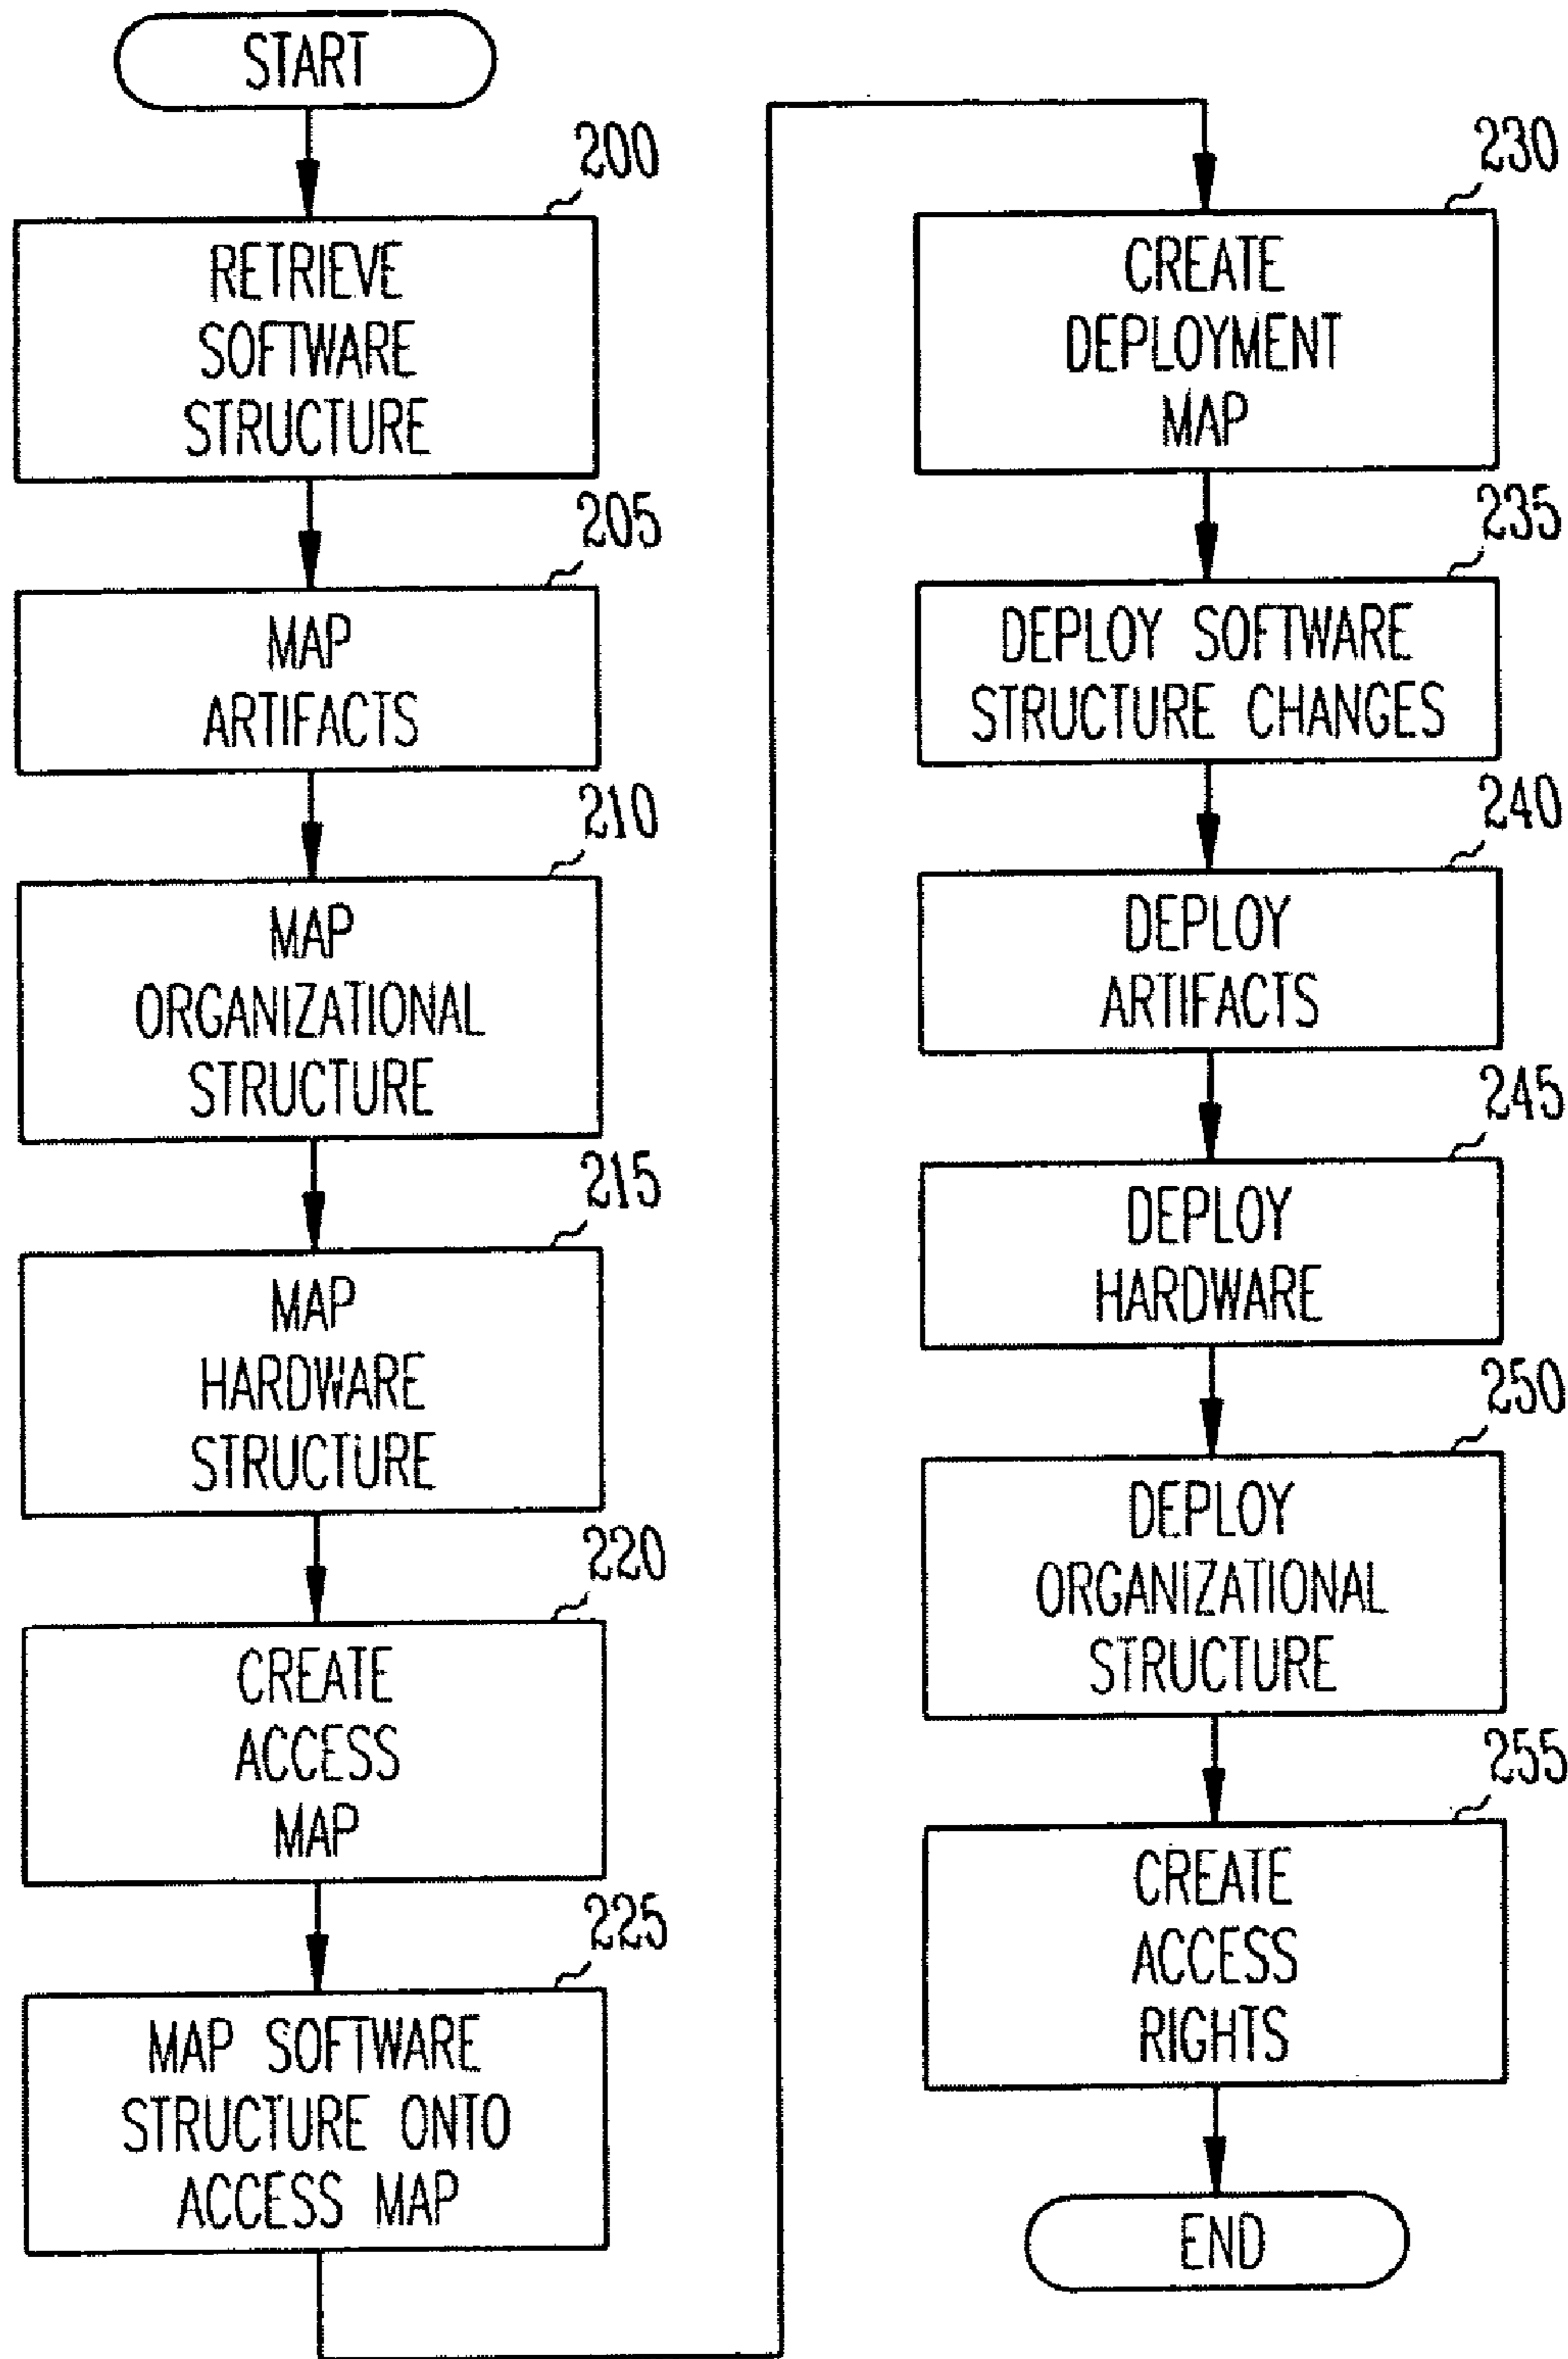 START
200
RETRIEVE
SOFTWARE
STRUCTURE
205
MAP
ARTIFACTS
210
MAP
ORGANIZATIONAL
STRUCTURE
215
MAP
HARDWARE
STRUCTURE
220
CREATE
ACCESS
MAP
225
MAP SOFTWARE
STRUCTURE ONTO
ACCESS MAP
230
CREATE
DEPLOYMENT
MAP
235
DEPLOY SOFTWARE
STRUCTURE CHANGES
240
DEPLOY
ARTIFACTS
245
DEPLOY
HARDWARE
250
DEPLOY
ORGANIZATIONAL
STRUCTURE
255
CREATE
ACCESS
RIGHTS
END